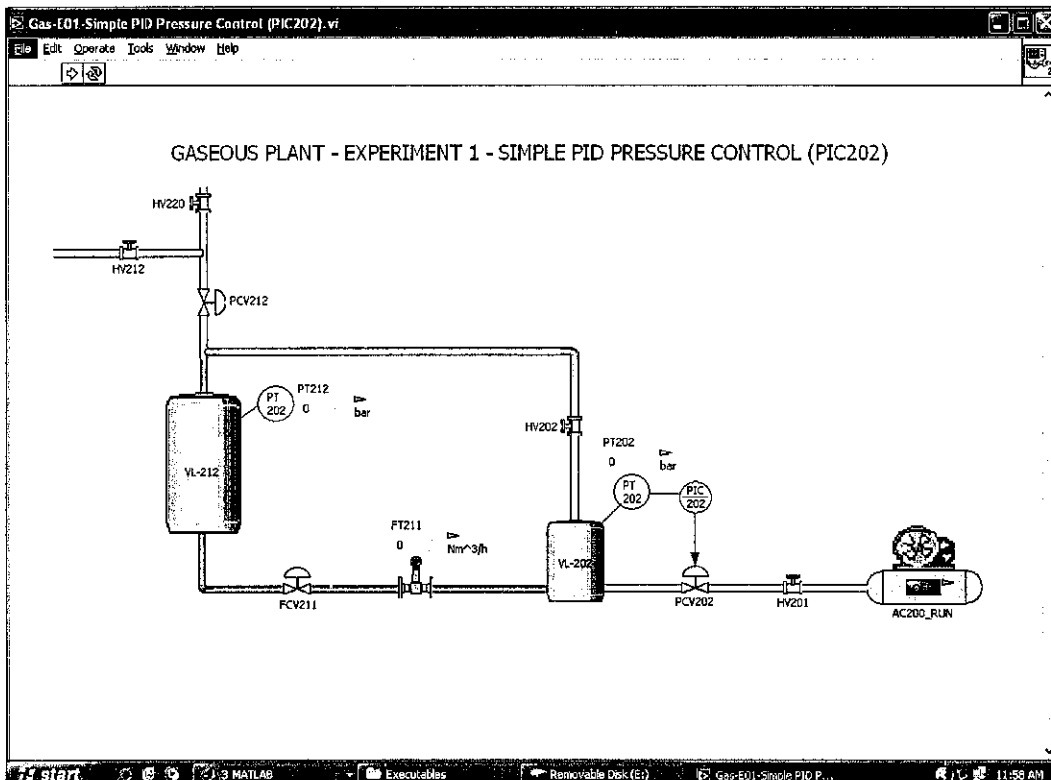 Gas-E01-Simple PID Pressure Control (PIC202).vi
File Edit Operate Tools Window Help
GASEOUS PLANT - EXPERIMENT 1 - SIMPLE PID PRESSURE CONTROL (PIC202)
HV220
HV212
PCV212
PT
202
PT212
0
bar
VL-212
HV202
PT202
0
bar
PT
202
PIC
202
FT211
0
Nm^3/h
VL-202
FCV211
PCV202
HV201
AC200_RUN
start
3 MATLAB
Executables
Removable Disk (E:)
Gas-E01-Simple PID P...
11:58 AM